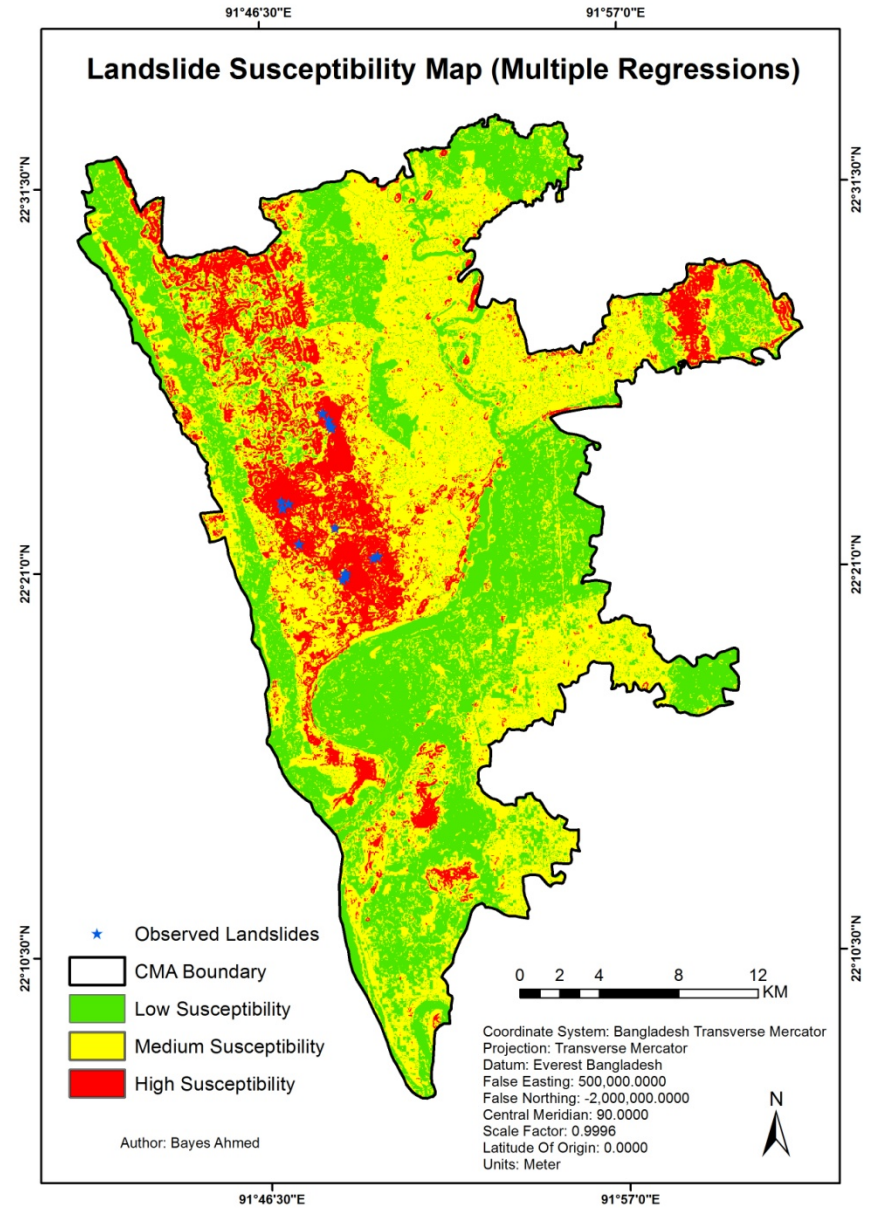 91°46'30"E 91°57'0"E
Landslide Susceptibility Map (Multiple Regressions)
22°31'30"N 22°31'30"N
22°21'0"N 22°21'0"N
22°10'30"N 22°10'30"N
Observed Landslides
CMA Boundary
Low Susceptibility
Medium Susceptibility
High Susceptibility
Author: Bayes Ahmed
0 2 4 8 12
KM
Coordinate System: Bangladesh Transverse Mercator
Projection: Transverse Mercator
Datum: Everest Bangladesh
False Easting: 500,000.0000
False Northing: -2,000,000.0000
Central Meridian: 90.0000
Scale Factor: 0.9996
Latitude Of Origin: 0.0000
Units: Meter
N
91°46'30"E 91°57'0"E